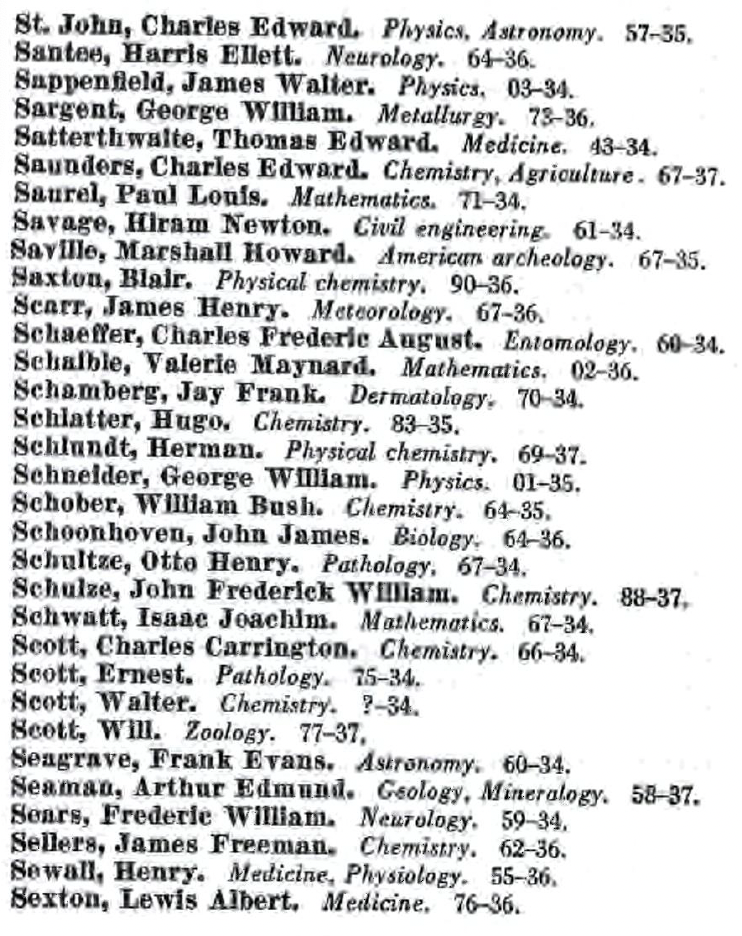 St. John, Charles Edward. Physics, Astronomy. 57–35.
Santee, Harris Ellett. Neurology. 64–36.
Sappenfield, James Walter. Physics. 03–34.
Sargent, George William. Metallurgy. 73–36.
Satterthwaite, Thomas Edward. Medicine. 43–34.
Saunders, Charles Edward. Chemistry, Agriculture. 67–37.
Saurel, Paul Louis. Mathematics. 71–34.
Savage, Hiram Newton. Civil engineering. 61–34.
Saville, Marshall Howard. American archeology. 67–35.
Saxton, Blair. Physical chemistry. 90–36.
Scarr, James Henry. Meteorology. 67–36.
Schaeffer, Charles Frederic August. Entomology. 60–34.
Schaible, Valerie Maynard. Mathematics. 02–36.
Schamberg, Jay Frank. Dermatology. 70–34.
Schlatter, Hugo. Chemistry. 83–35.
Schlundt, Herman. Physical chemistry. 69–37.
Schneider, George William. Physics. 01–35.
Schober, William Bush. Chemistry. 64–35.
Schoonhoven, John James. Biology. 64–36.
Schultze, Otto Henry. Pathology. 67–34.
Schulze, John Frederick William. Chemistry. 88–37.
Schwatt, Isaac Joachim. Mathematics. 67–34.
Scott, Charles Carrington. Chemistry. 66–34.
Scott, Ernest. Pathology. 75–34.
Scott, Walter. Chemistry. ?–34.
Scott, Will. Zoology. 77–37.
Seagrave, Frank Evans. Astronomy. 60–34.
Seaman, Arthur Edmund. Geology, Mineralogy. 58–37.
Sears, Frederic William. Neurology. 59–34.
Sellers, James Freeman. Chemistry. 62–36.
Sewall, Henry. Medicine, Physiology. 55–36.
Sexton, Lewis Albert. Medicine. 76–36.